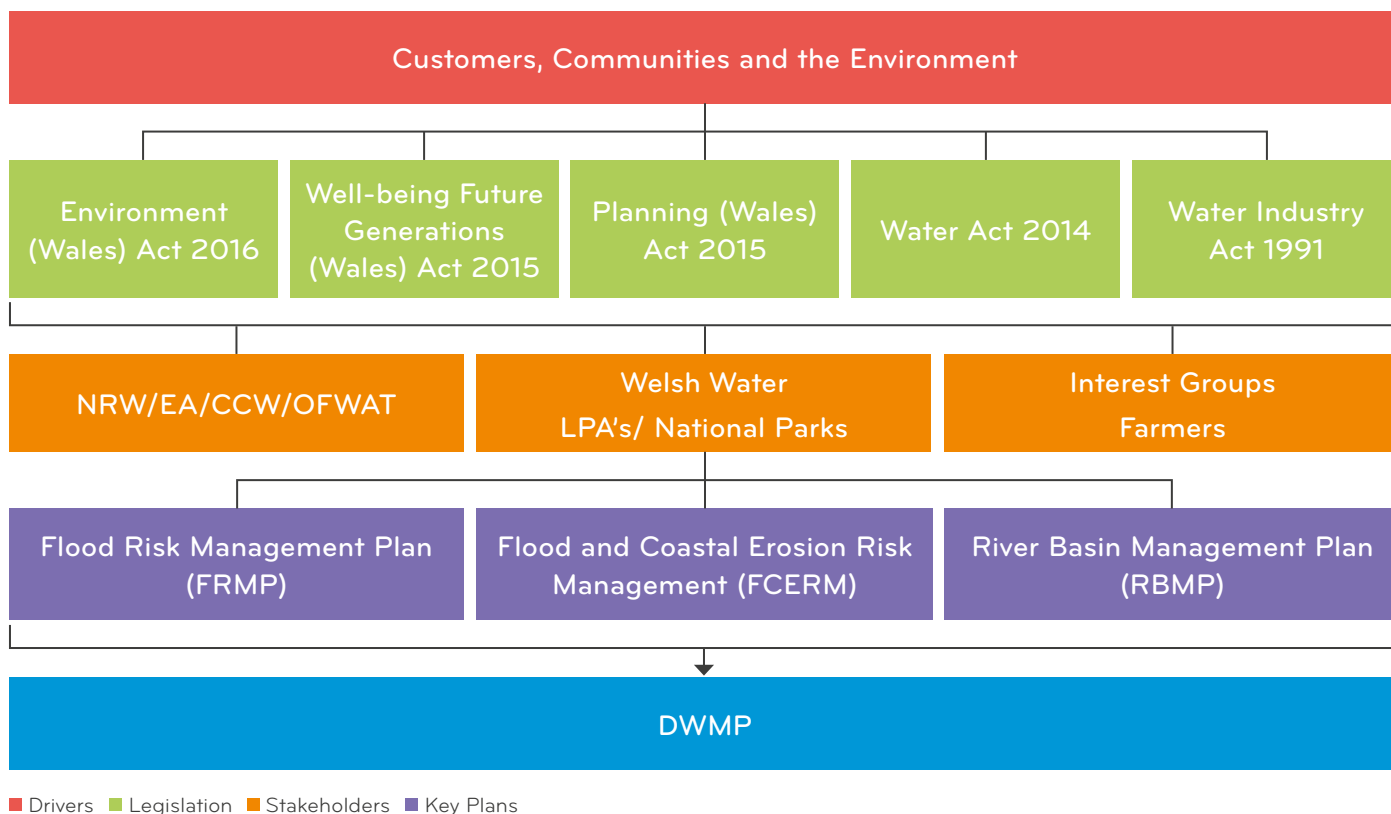 Customers, Communities and the Environment
Environment
(Wales) Act 2016
Well-being Future
Generations
(Wales) Act 2015
Planning (Wales)
Act 2015
Water Act 2014
Water Industry
Act 1991
NRW/EA/CCW/OFWAT
Welsh Water
LPA's/ National Parks
Interest Groups
Farmers
Flood Risk Management Plan
(FRMP)
Flood and Coastal Erosion Risk
Management (FCERM)
River Basin Management Plan
(RBMP)
DWMP
Drivers Legislation Stakeholders Key Plans